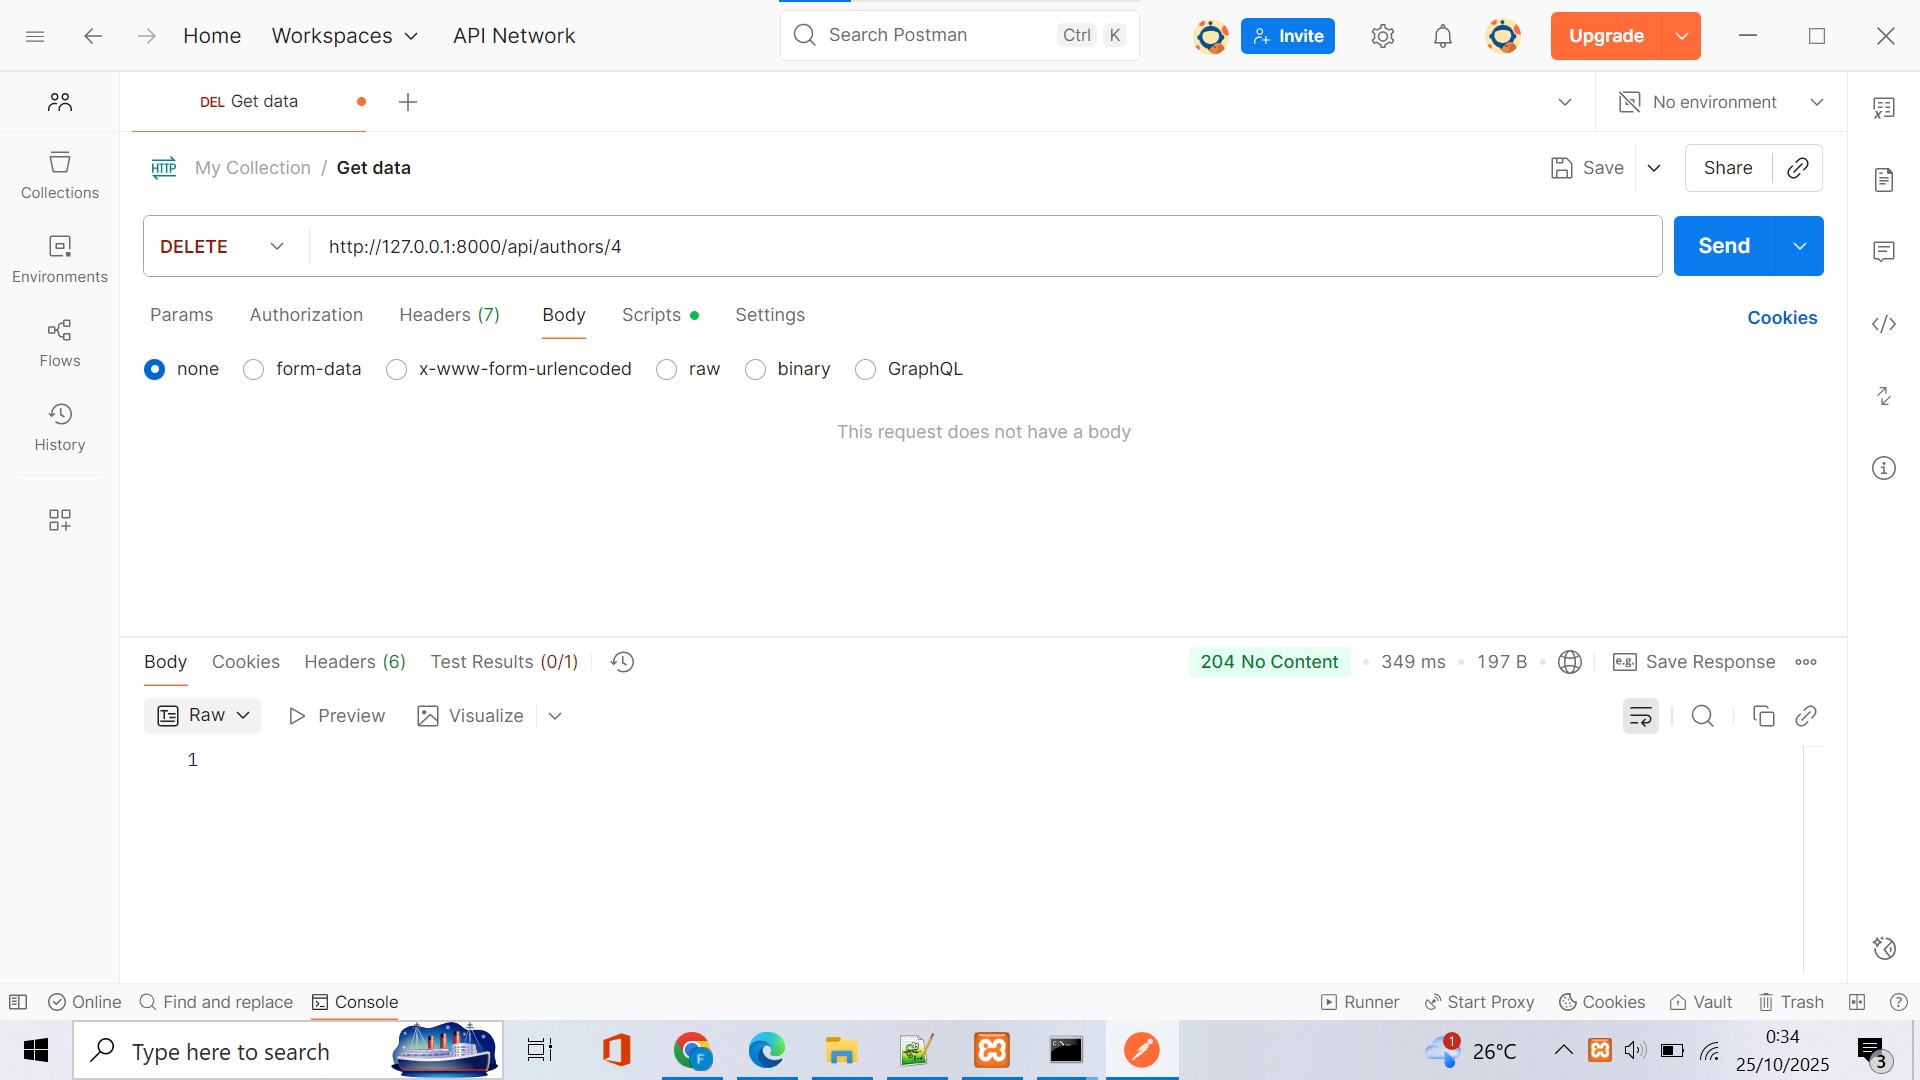 Home Workspaces API Network Search Postman Ctrl K Invite Upgrade
DEL Get data No environment
HTTP My Collection / Get data Save Share
Collections
DELETE http://127.0.0.1:8000/api/authors/4 Send
Environments
Params Authorization Headers (7) Body Scripts Settings Cookies
Flows
none form-data x-www-form-urlencoded raw binary GraphQL
History
This request does not have a body
Body Cookies Headers (6) Test Results (0/1) 204 No Content 349 ms 197 B e.g. Save Response
Raw Preview Visualize
1
Online Find and replace Console Runner Start Proxy Cookies Vault Trash
Type here to search F 1 26°C 0:34
25/10/2025 3